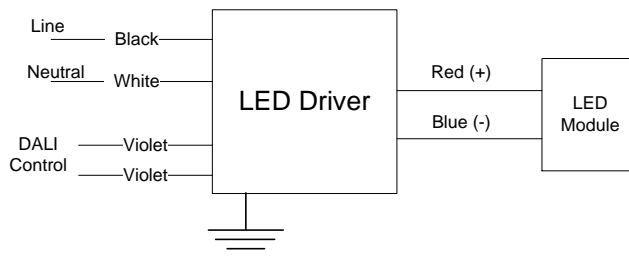 Line
Black
Neutral
White
DALI
Control
Violet
Violet
LED Driver
Red (+)
Blue (-)
LED
Module